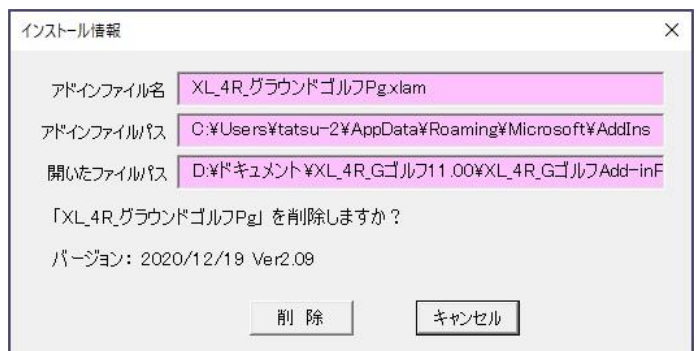 インストール情報
アドインファイル名 XL_4R_グラウンドゴルフPg.xlam
アドインファイルパス C:¥Users¥tatsu-2¥AppData¥Roaming¥Microsoft¥AddIns
開いたファイルパス D:¥ドキュメント¥XL_4R_Gゴルフ11.00¥XL_4R_GゴルフAdd-inF
「XL_4R_グラウンドゴルフPg」を削除しますか？
バージョン： 2020/12/19 Ver2.09
削 除 キャンセル